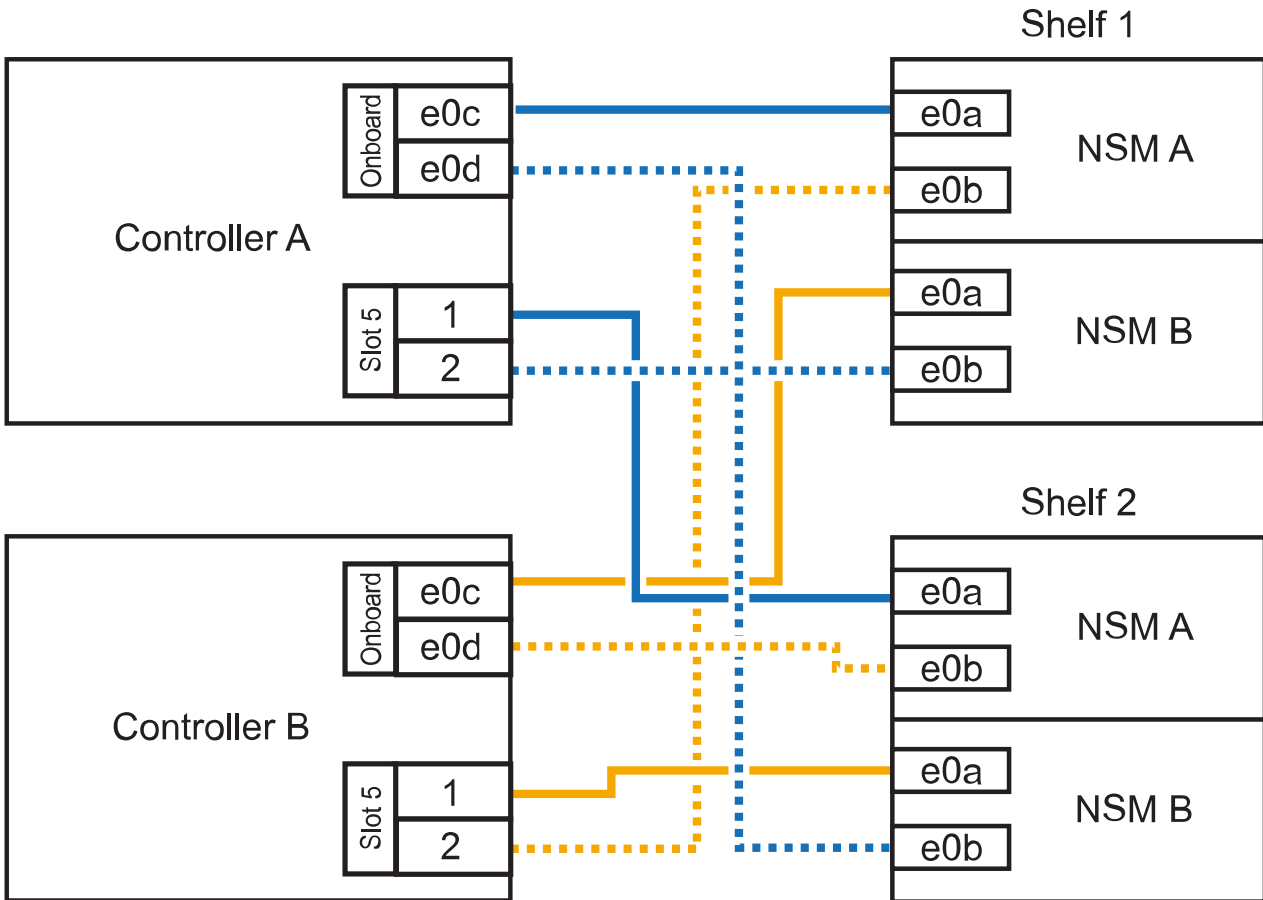 Shelf 1
Onboard
e0c
e0d
Controller A
Slot 5
1
2
e0a
NSM A
e0b
e0a
NSM B
e0b
Shelf 2
Onboard
e0c
e0d
Controller B
Slot 5
1
2
e0a
NSM A
e0b
e0a
NSM B
e0b